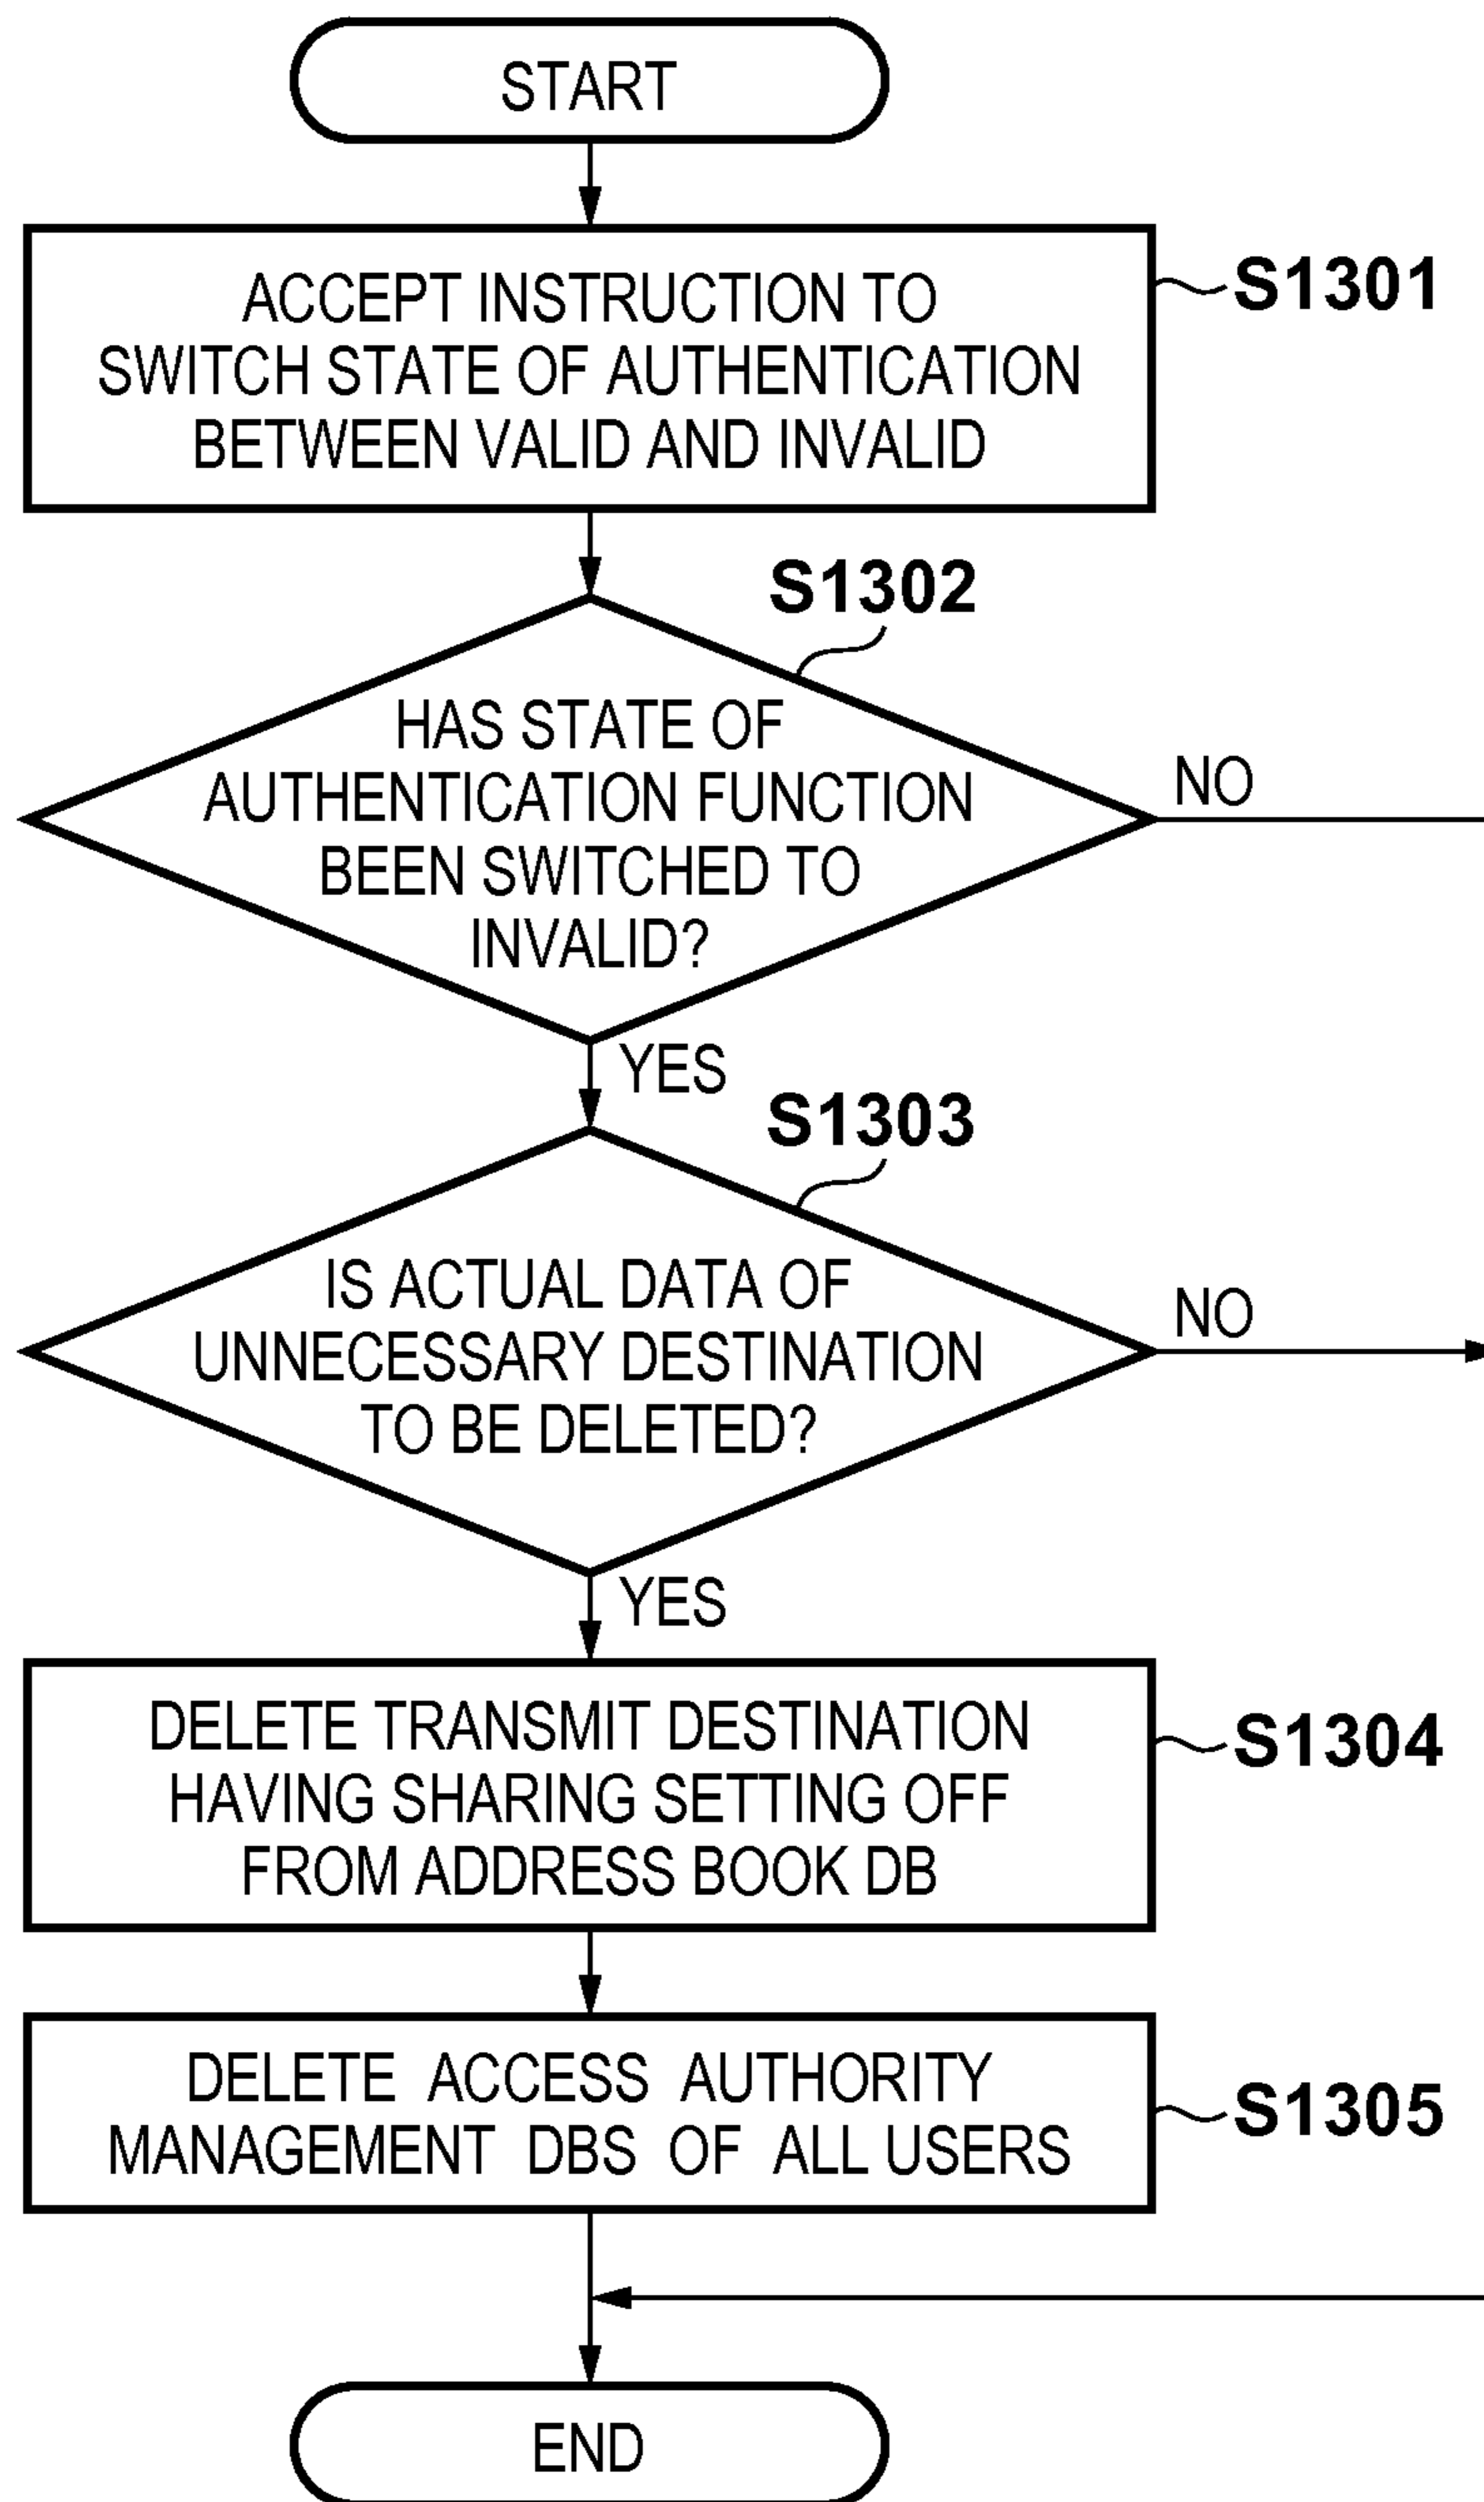 START
ACCEPT INSTRUCTION TO
SWITCH STATE OF AUTHENTICATION
BETWEEN VALID AND INVALID
S1301
S1302
HAS STATE OF
AUTHENTICATION FUNCTION
BEEN SWITCHED TO
INVALID?
NO
YES
S1303
IS ACTUAL DATA OF
UNNECESSARY DESTINATION
TO BE DELETED?
NO
YES
DELETE TRANSMIT DESTINATION
HAVING SHARING SETTING OFF
FROM ADDRESS BOOK DB
S1304
DELETE ACCESS AUTHORITY
MANAGEMENT DBS OF ALL USERS
S1305
END